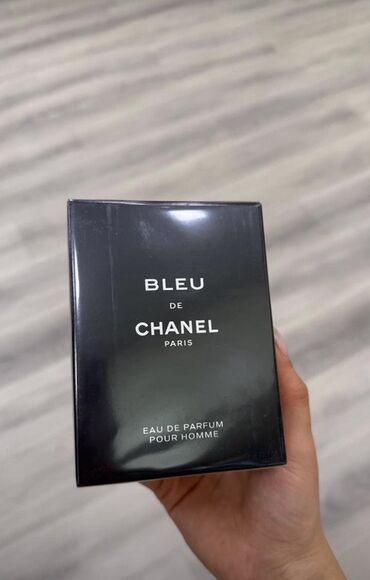 BLEU
DE
CHANEL
PARIS
EAU DE PARFUM
POUR HOMME